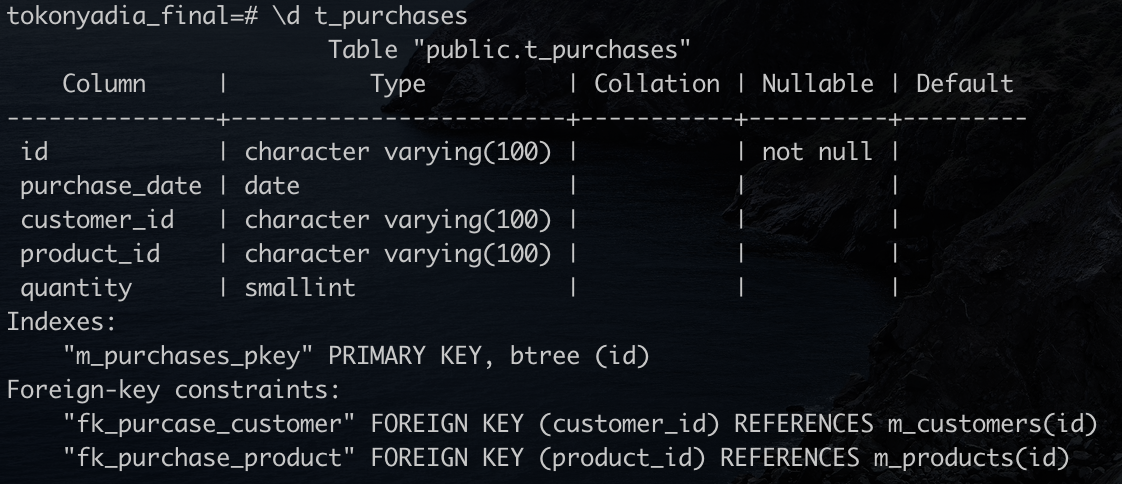 tokonyadia_final=# \d t_purchases
                       Table "public.t_purchases"
    Column     |          Type          | Collation | Nullable | Default
---------------+------------------------+-----------+----------+---------
 id            | character varying(100) |           | not null |
 purchase_date | date                   |           |          |
 customer_id   | character varying(100) |           |          |
 product_id    | character varying(100) |           |          |
 quantity      | smallint               |           |          |
Indexes:
    "m_purchases_pkey" PRIMARY KEY, btree (id)
Foreign-key constraints:
    "fk_purcase_customer" FOREIGN KEY (customer_id) REFERENCES m_customers(id)
    "fk_purchase_product" FOREIGN KEY (product_id) REFERENCES m_products(id)